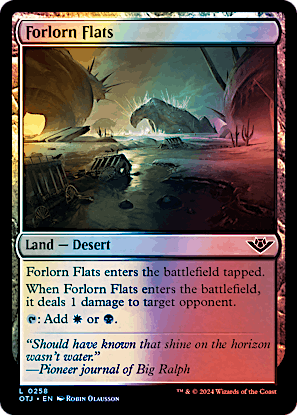 Forlorn Flats
Land — Desert
Forlorn Flats enters the battlefield tapped.
When Forlorn Flats enters the battlefield,
it deals 1 damage to target opponent.
: Add or .
"Should have known that shine on the horizon
wasn't water."
—Pioneer journal of Big Ralph
L 0258
OTJ • EN Robin Olausson
™ & © 2024 Wizards of the Coast